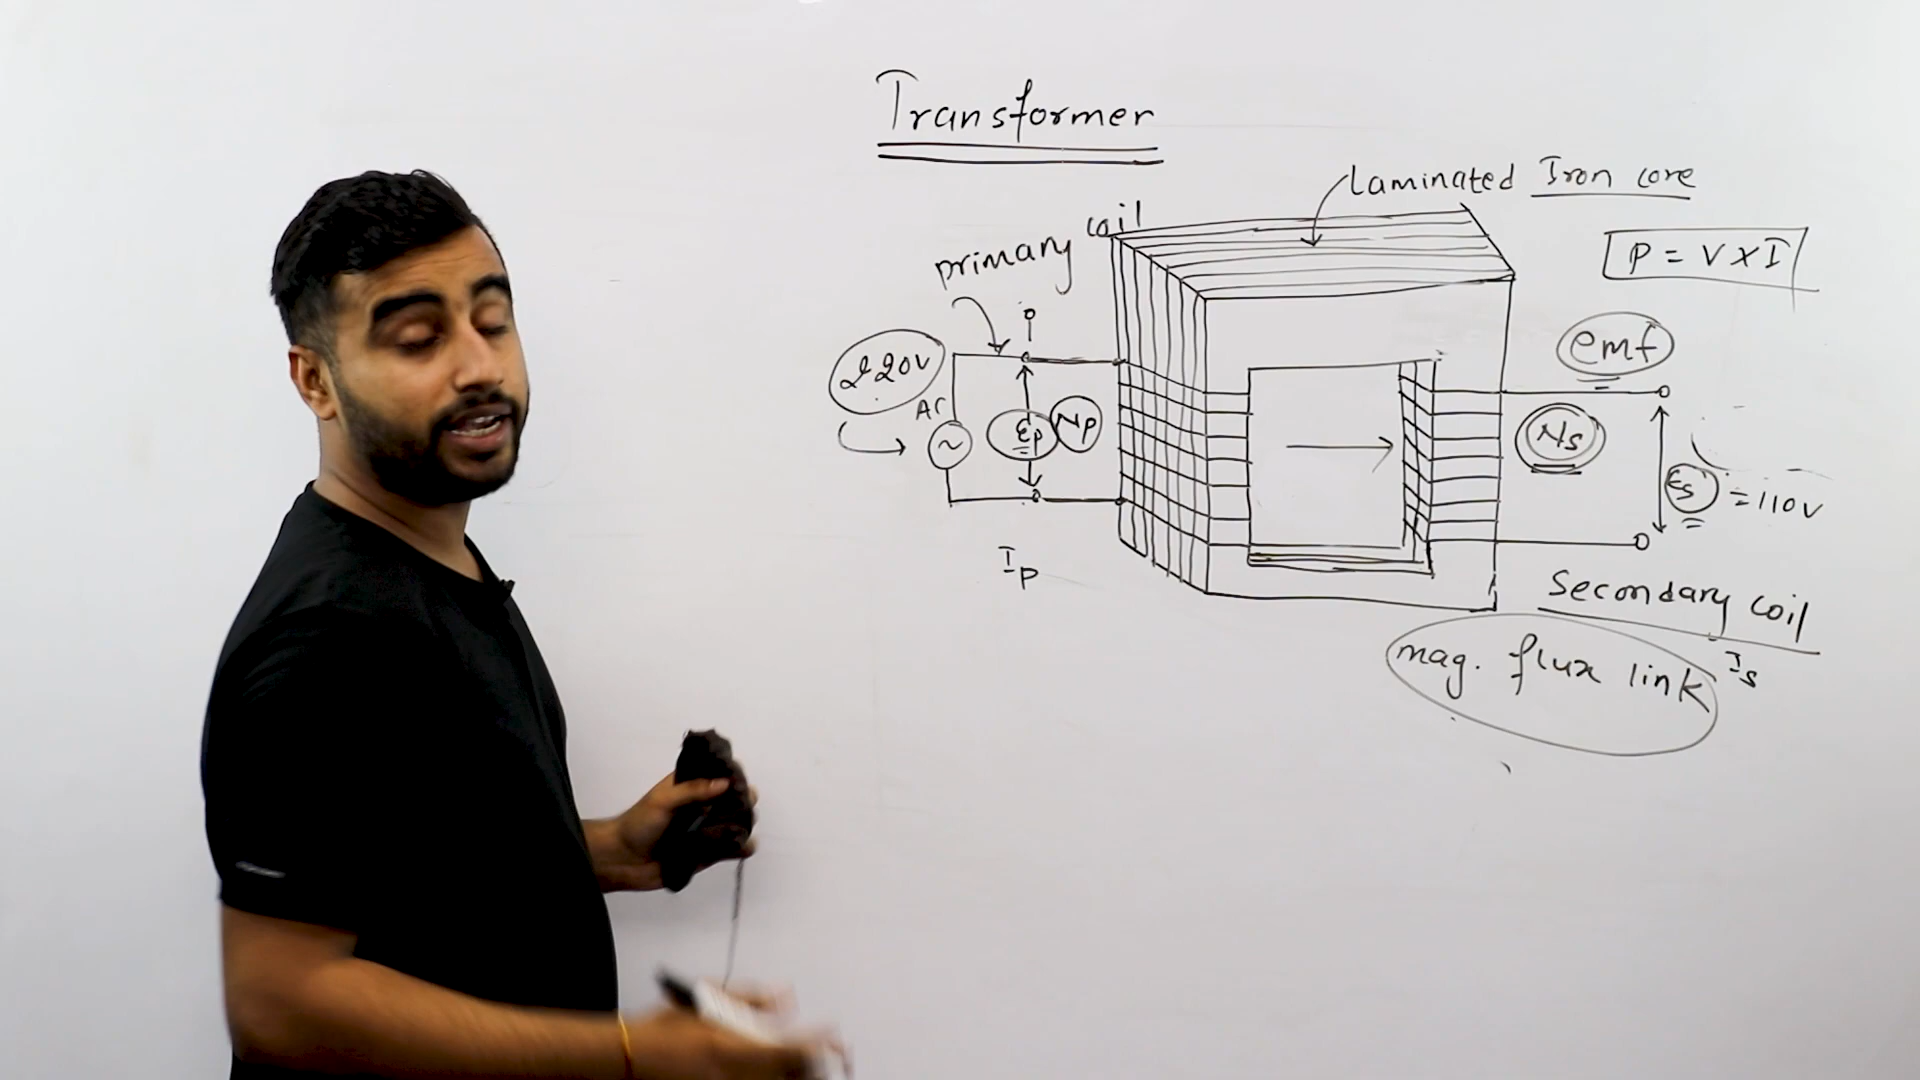 Transformer
Laminated Iron core
primary coil
P = V x I
emf
220V
AC
~
Ep
Np
Ns
Es = 110V
Ip
Secondary coil
Is
mag. flux link